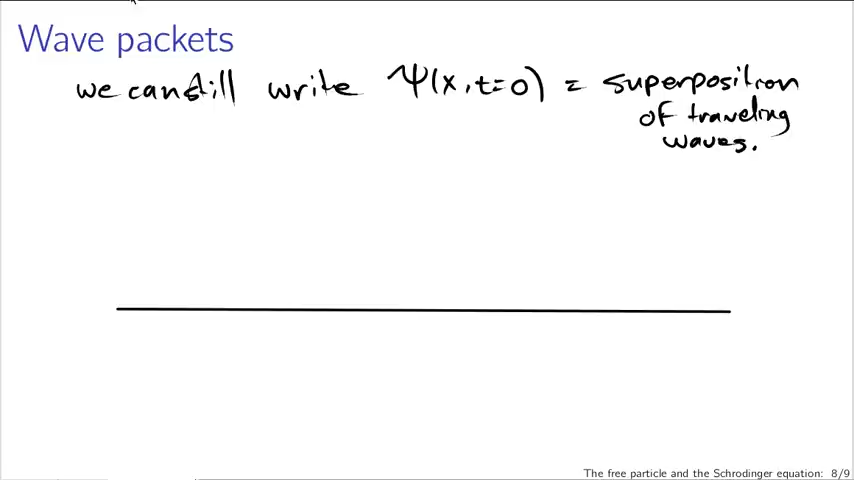 Wave packets
we can still write Ψ(x,t=0) = superposition
of traveling
waves.
The free particle and the Schrodinger equation: 8/9